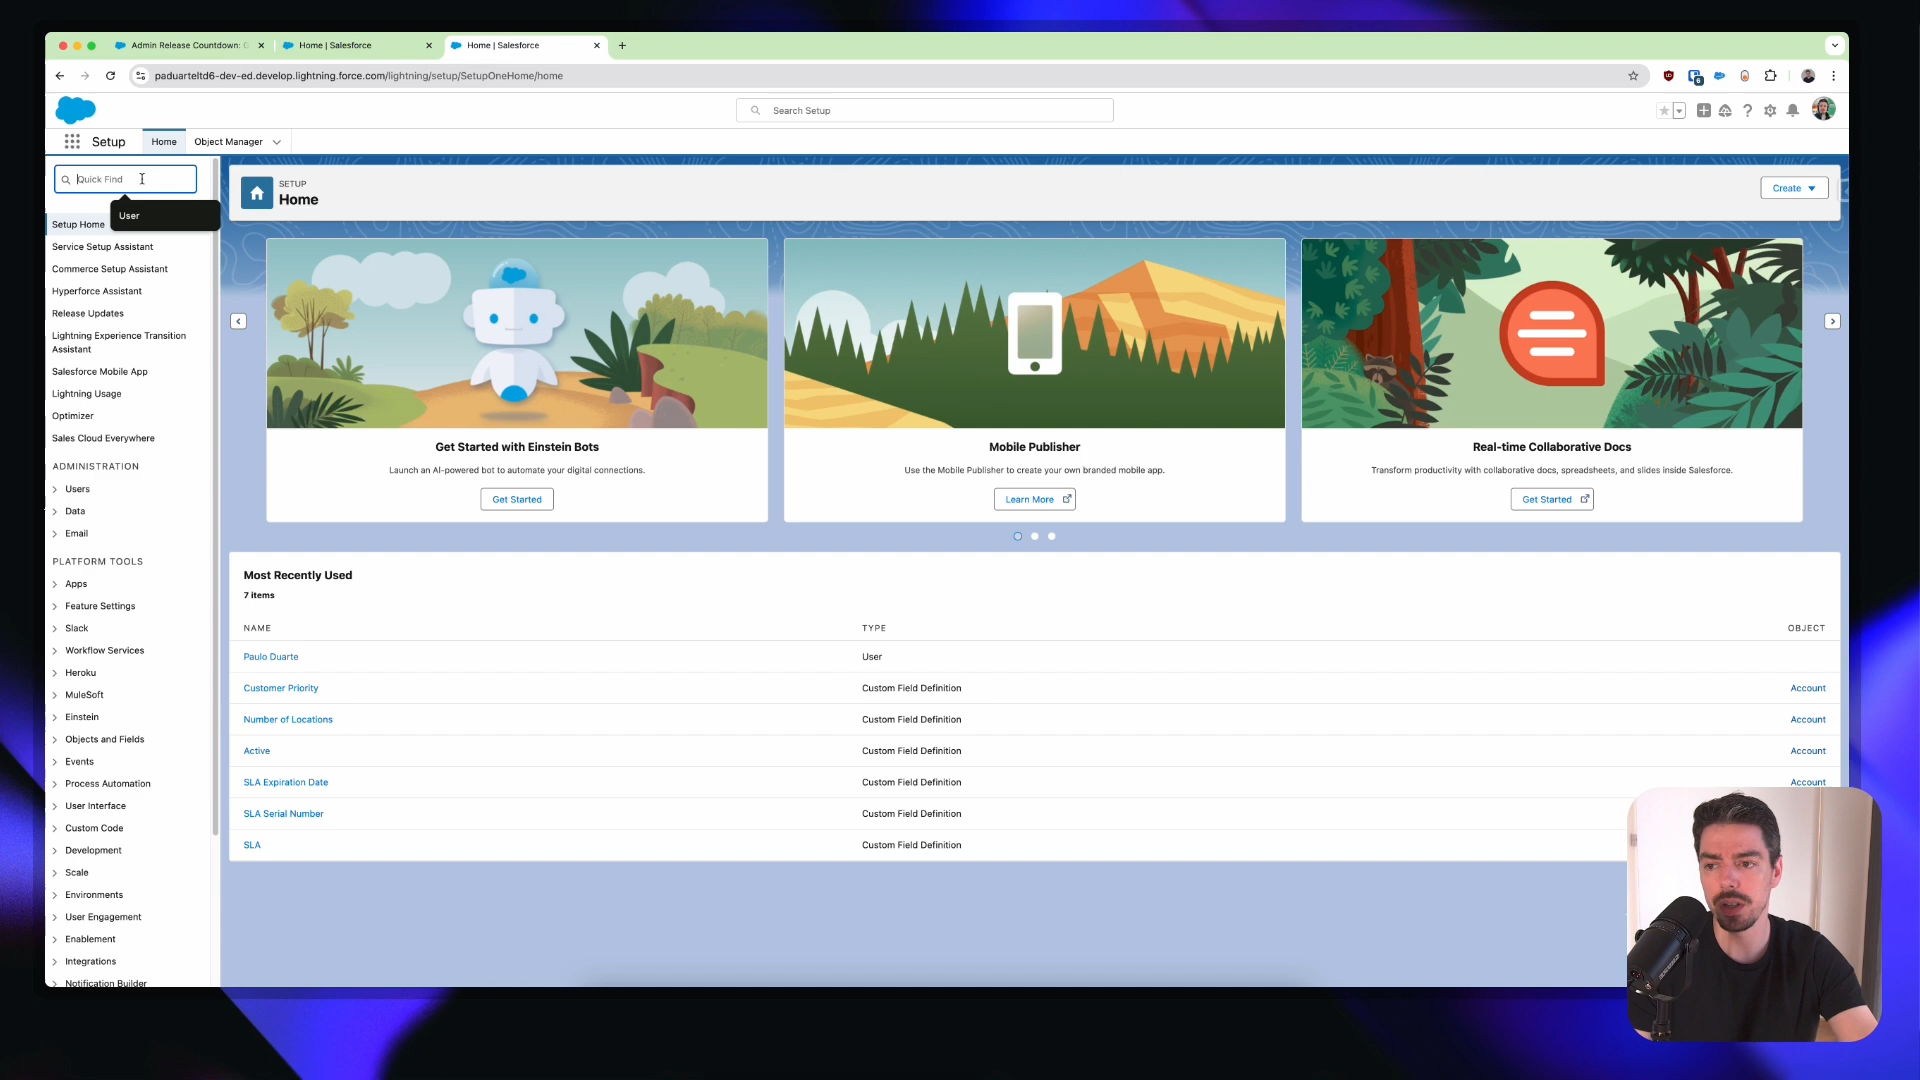 Admin Release Countdown: G
Home | Salesforce
Home | Salesforce
paduarteltd6-dev-ed.develop.lightning.force.com/lightning/setup/SetupOneHome/home
Search Setup
Setup
Home
Object Manager
Quick Find
User
Setup Home
Service Setup Assistant
Commerce Setup Assistant
Hyperforce Assistant
Release Updates
Lightning Experience Transition
Assistant
Salesforce Mobile App
Lightning Usage
Optimizer
Sales Cloud Everywhere
ADMINISTRATION
Users
Data
Email
PLATFORM TOOLS
Apps
Feature Settings
Slack
Workflow Services
Heroku
MuleSoft
Einstein
Objects and Fields
Events
Process Automation
User Interface
Custom Code
Development
Scale
Environments
User Engagement
Enablement
Integrations
Notification Builder
SETUP
Home
Create
Get Started with Einstein Bots
Launch an AI-powered bot to automate your digital connections.
Get Started
Mobile Publisher
Use the Mobile Publisher to create your own branded mobile app.
Learn More
Real-time Collaborative Docs
Transform productivity with collaborative docs, spreadsheets, and slides inside Salesforce.
Get Started
Most Recently Used
7 items
NAME TYPE OBJECT
Paulo Duarte User
Customer Priority Custom Field Definition Account
Number of Locations Custom Field Definition Account
Active Custom Field Definition Account
SLA Expiration Date Custom Field Definition Account
SLA Serial Number Custom Field Definition
SLA Custom Field Definition